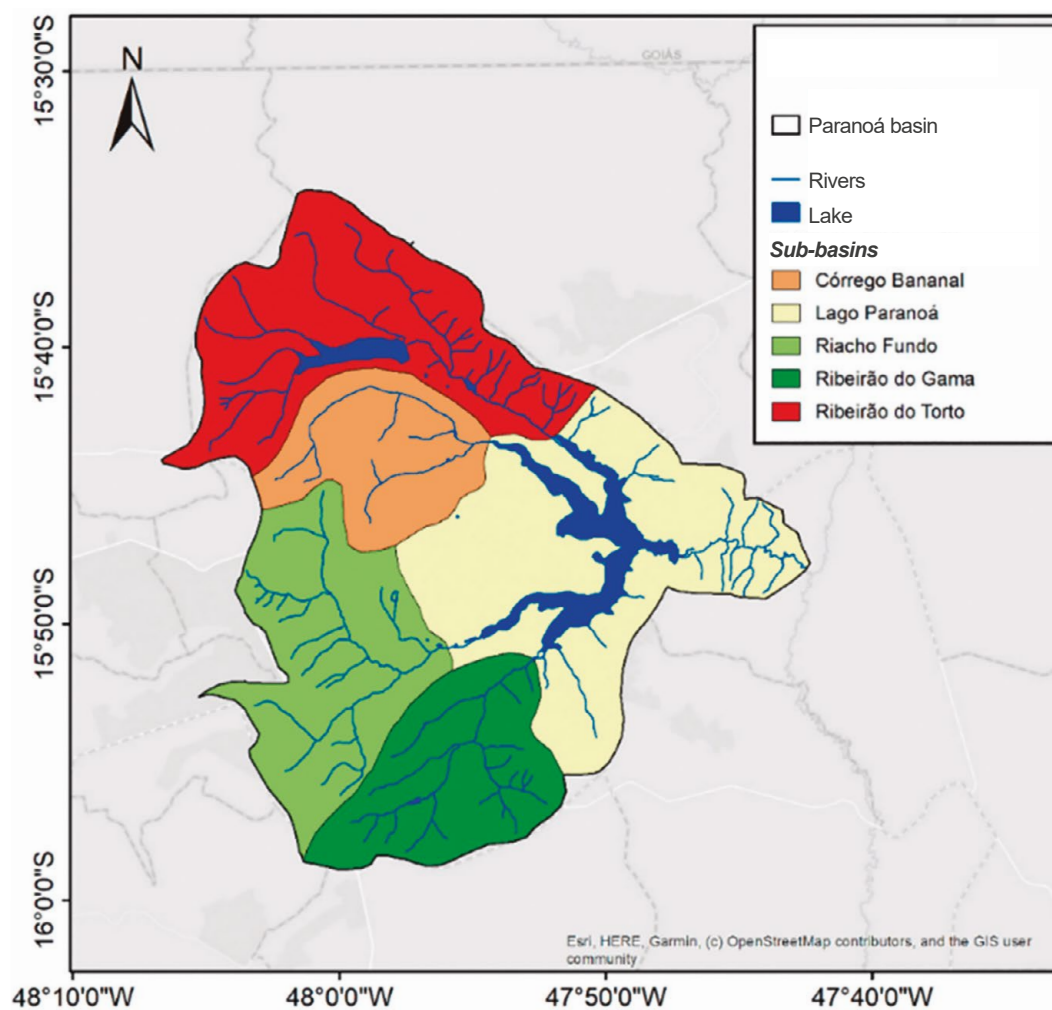 N
GOIÁS
Paranoá basin
Rivers
Lake
Sub-basins
Córrego Bananal
Lago Paranoá
Riacho Fundo
Ribeirão do Gama
Ribeirão do Torto
15°30'0"S
15°40'0"S
15°50'0"S
16°0'0"S
Esri, HERE, Garmin, (c) OpenStreetMap contributors, and the GIS user
community
48°10'0"W
48°0'0"W
47°50'0"W
47°40'0"W